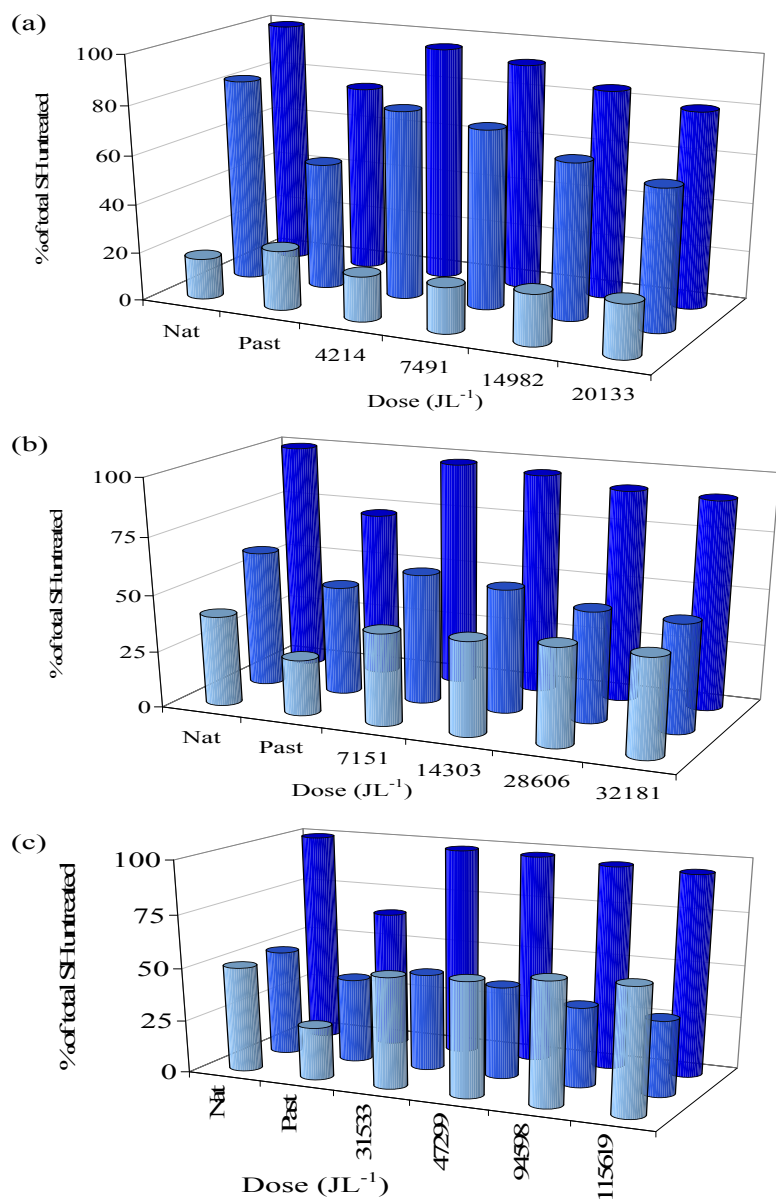 (a)
% of total SH untreated
100
80
60
40
20
0
Nat Past 4214 7491 14982 20133
Dose (JL⁻¹)
(b)
% of total SH untreated
100
75
50
25
0
Nat Past 7151 14303 28606 32181
Dose (JL⁻¹)
(c)
% of total SH untreated
100
75
50
25
0
Nat Past 31533 47299 94598 115619
Dose (JL⁻¹)